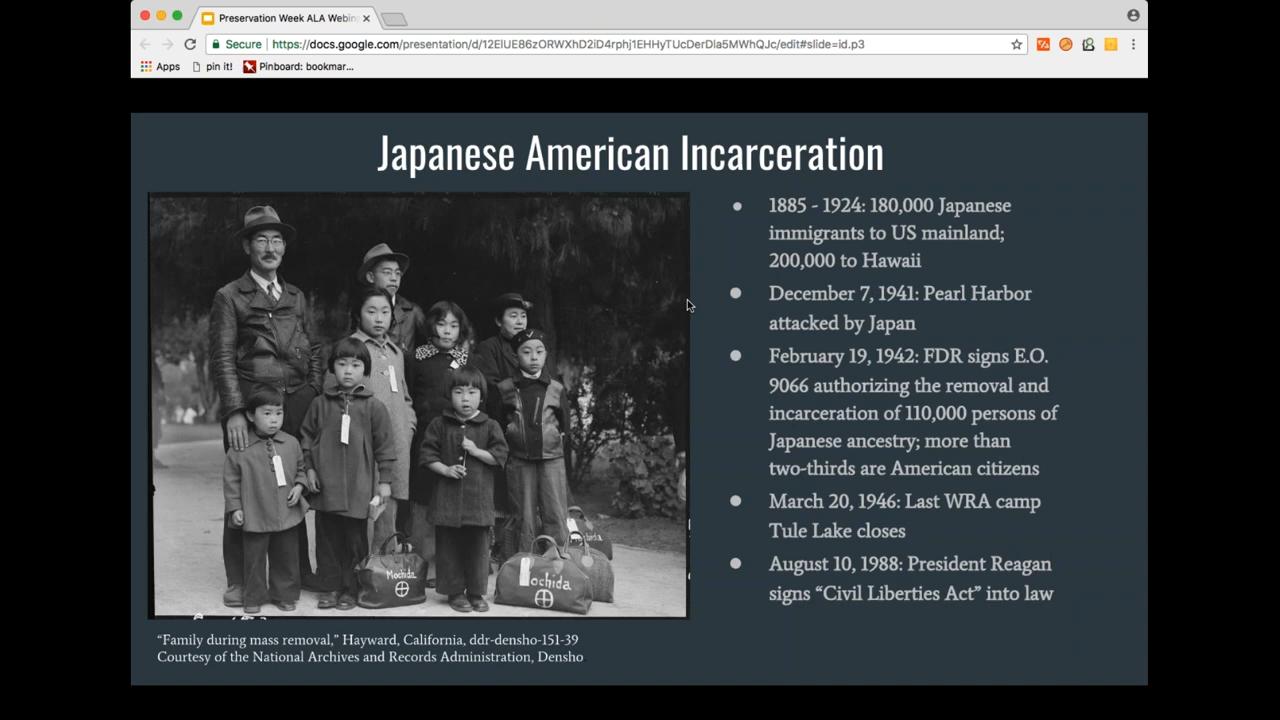 Preservation Week ALA Webin
Secure https://docs.google.com/presentation/d/12ElUE86zORWXhD2iD4rphj1EHHyTUcDerDla5MWhQJc/edit#slide=id.p3
Apps pin it! Pinboard: bookmar...
Japanese American Incarceration
1885 - 1924: 180,000 Japanese
immigrants to US mainland;
200,000 to Hawaii
December 7, 1941: Pearl Harbor
attacked by Japan
February 19, 1942: FDR signs E.O.
9066 authorizing the removal and
incarceration of 110,000 persons of
Japanese ancestry; more than
two-thirds are American citizens
March 20, 1946: Last WRA camp
Tule Lake closes
August 10, 1988: President Reagan
signs “Civil Liberties Act” into law
Mochida
Mochida
Mochida
“Family during mass removal,” Hayward, California, ddr-densho-151-39
Courtesy of the National Archives and Records Administration, Densho